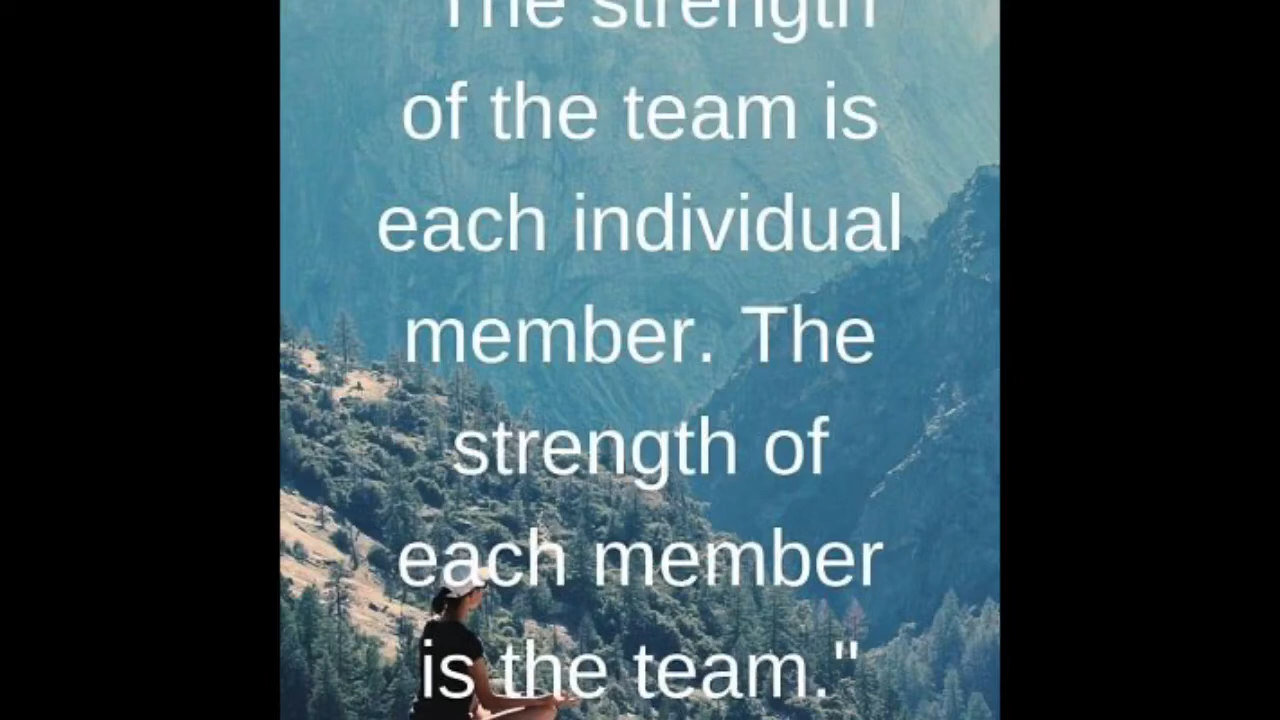 The strength
of the team is
each individual
member. The
strength of
each member
is the team."